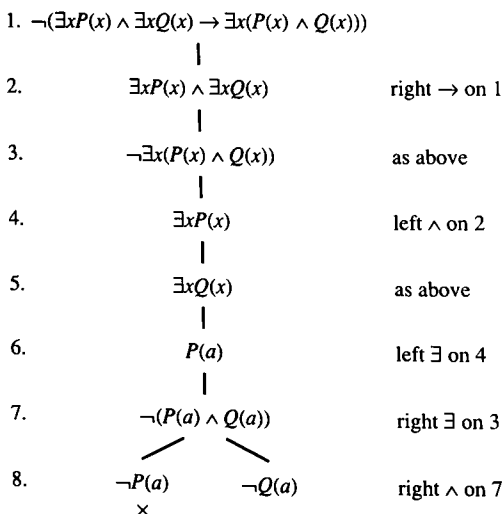 1. ¬(∃xP(x) ∧ ∃xQ(x) → ∃x(P(x) ∧ Q(x)))
2. ∃xP(x) ∧ ∃xQ(x) right → on 1
3. ¬∃x(P(x) ∧ Q(x)) as above
4. ∃xP(x) left ∧ on 2
5. ∃xQ(x) as above
6. P(a) left ∃ on 4
7. ¬(P(a) ∧ Q(a)) right ∃ on 3
8. ¬P(a) ¬Q(a) right ∧ on 7
×